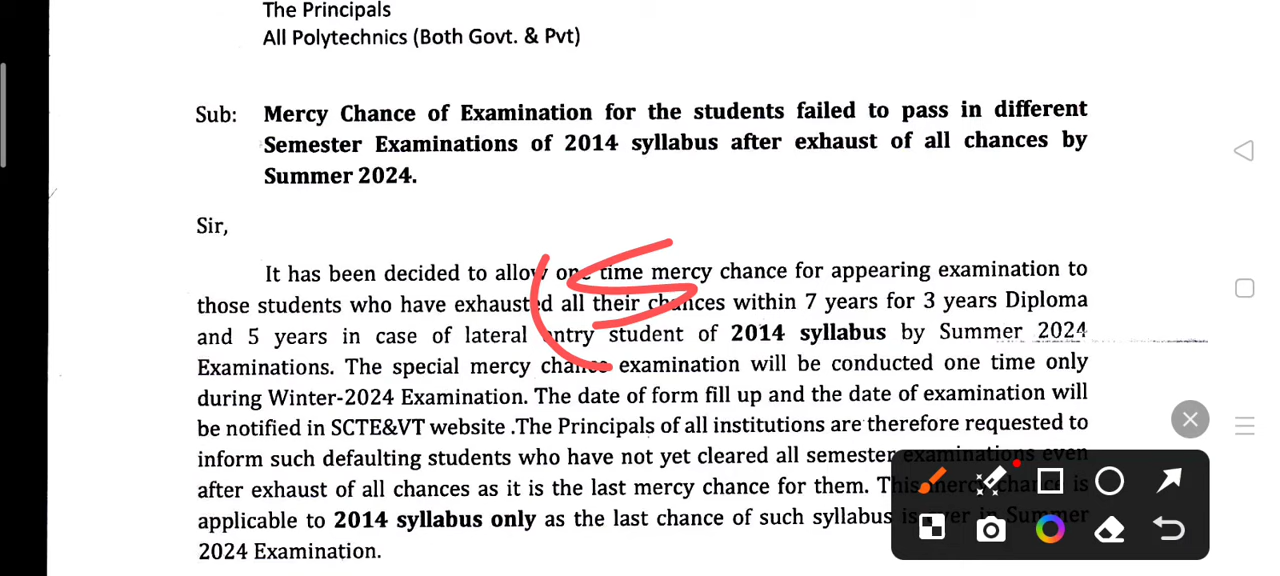 The Principals
All Polytechnics (Both Govt. & Pvt)
Sub: Mercy Chance of Examination for the students failed to pass in different
Semester Examinations of 2014 syllabus after exhaust of all chances by
Summer 2024.
Sir,
It has been decided to allow one time mercy chance for appearing examination to
those students who have exhausted all their chances within 7 years for 3 years Diploma
and 5 years in case of lateral entry student of 2014 syllabus by Summer 2024
Examinations. The special mercy chance examination will be conducted one time only
during Winter-2024 Examination. The date of form fill up and the date of examination will
be notified in SCTE&VT website .The Principals of all institutions are therefore requested to
inform such defaulting students who have not yet cleared all semester examinations even
after exhaust of all chances as it is the last mercy chance for them. This mercy chance is
applicable to 2014 syllabus only as the last chance of such syllabus is over in Summer
2024 Examination.